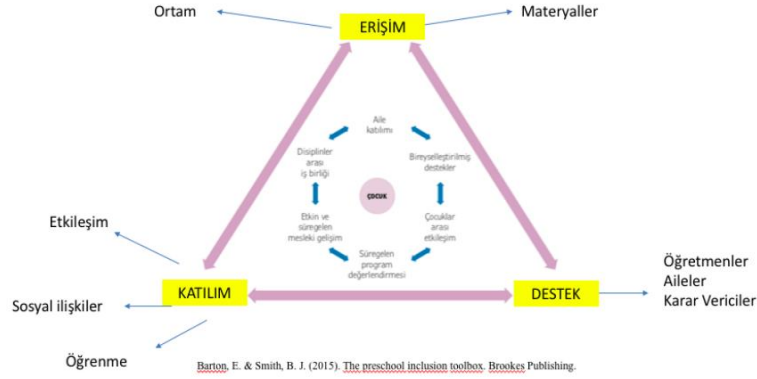 Ortam
ERİŞİM
Materyaller
Aile
katılımı
Disiplinler
arası
iş birliği
Bireyselleştirilmiş
destekler
ÇOCUK
Etkin ve
süregelen
mesleki gelişim
Çocuklar
arası
etkileşim
Süregelen
program
değerlendirmesi
Etkileşim
KATILIM
DESTEK
Öğretmenler
Aileler
Karar Vericiler
Sosyal ilişkiler
Öğrenme
Barton, E. & Smith, B. J. (2015). The preschool inclusion toolbox. Brookes Publishing.